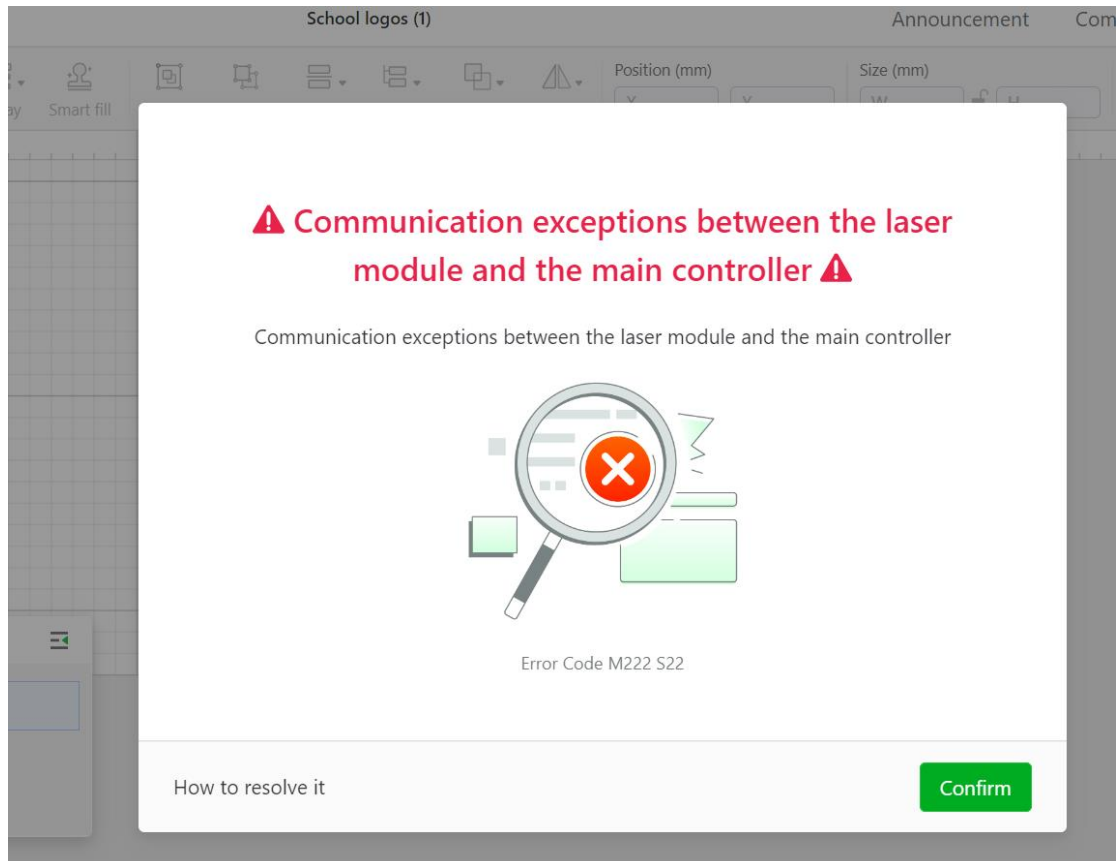 School logos (1)
Announcement
Smart fill
Position (mm)
Size (mm)
Communication exceptions between the laser
module and the main controller
Communication exceptions between the laser module and the main controller
Error Code M222 S22
How to resolve it
Confirm